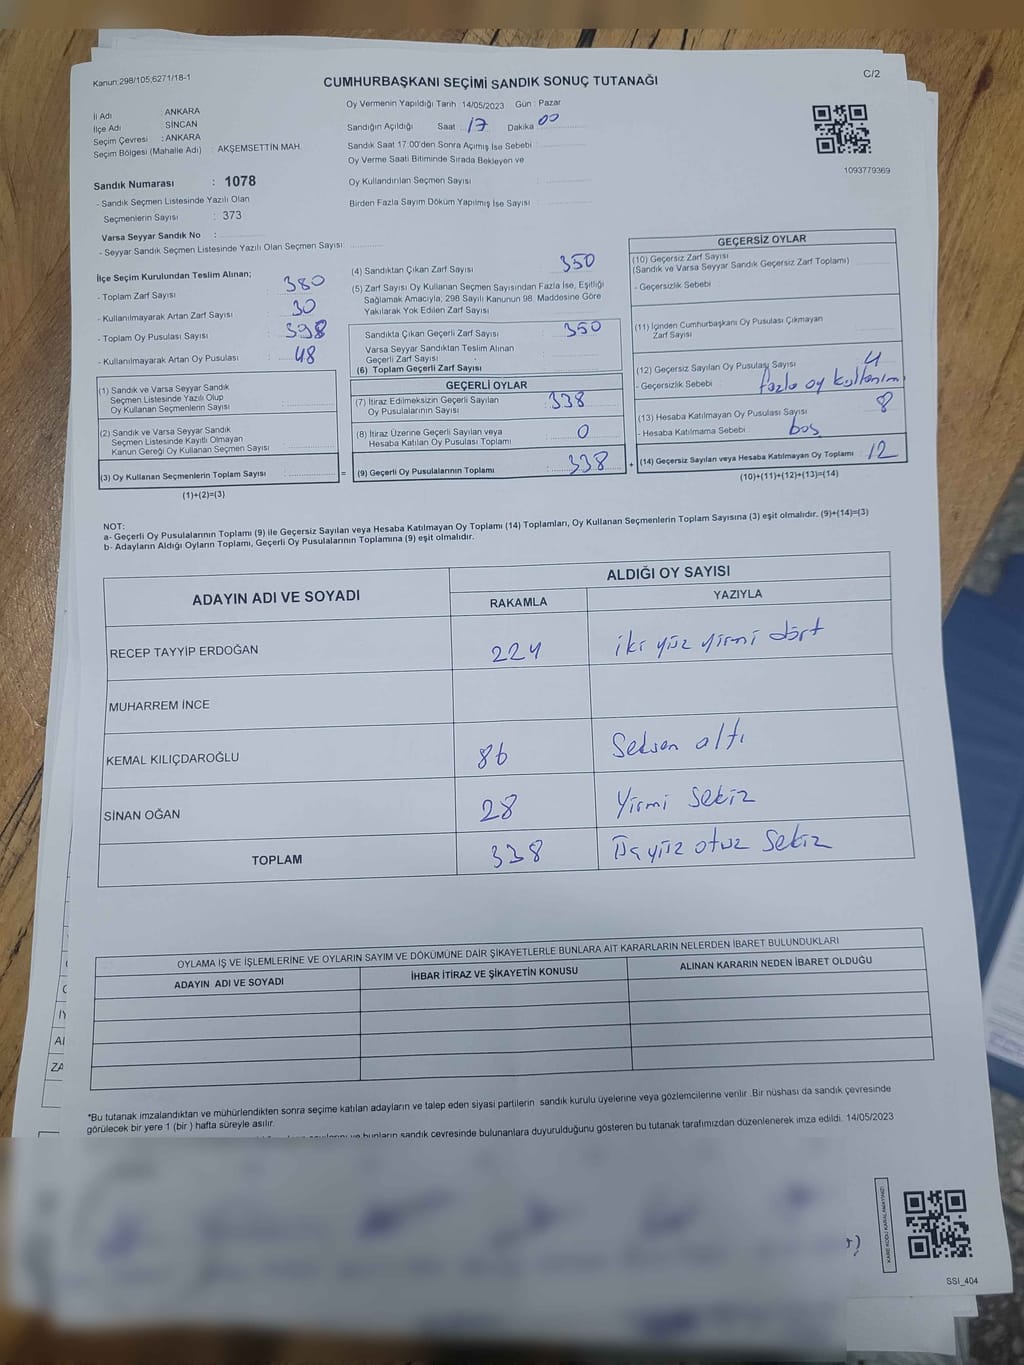 Kanun:298/105;6271/18-1
CUMHURBAŞKANI SEÇİMİ SANDIK SONUÇ TUTANAĞI
C/2
İl Adı : ANKARA
İlçe Adı : SİNCAN
Seçim Çevresi : ANKARA
Seçim Bölgesi (Mahalle Adı) : AKŞEMSETTİN MAH.
Oy Vermenin Yapıldığı Tarih : 14/05/2023 Gün : Pazar
Sandığın Açıldığı Saat : 17 Dakika : 00
Sandık Saat 17:00'den Sonra Açımış İse Sebebi :
Oy Verme Saati Bitiminde Sırada Bekleyen ve
Oy Kullandırılan Seçmen Sayısı :
Birden Fazla Sayım Döküm Yapılmış İse Sayısı :
1093779369
Sandık Numarası : 1078
- Sandık Seçmen Listesinde Yazılı Olan
Seçmenlerin Sayısı : 373
Varsa Seyyar Sandık No :
- Seyyar Sandık Seçmen Listesinde Yazılı Olan Seçmen Sayısı:
İlçe Seçim Kurulundan Teslim Alınan;
- Toplam Zarf Sayısı : 380
- Kullanılmayarak Artan Zarf Sayısı : 30
- Toplam Oy Pusulası Sayısı : 398
- Kullanılmayarak Artan Oy Pusulası : 48
(1) Sandık ve Varsa Seyyar Sandık
Seçmen Listesinde Yazılı Olup
Oy Kullanan Seçmenlerin Sayısı :
(2) Sandık ve Varsa Seyyar Sandık
Seçmen Listesinde Kayıtlı Olmayan
Kanun Gereği Oy Kullanan Seçmen Sayısı :
(3) Oy Kullanan Seçmenlerin Toplam Sayısı : =
(1)+(2)=(3)
(4) Sandıktan Çıkan Zarf Sayısı : 350
(5) Zarf Sayısı Oy Kullanan Seçmen Sayısından Fazla İse, Eşitliği
Sağlamak Amacıyla, 298 Sayılı Kanunun 98. Maddesine Göre
Yakılarak Yok Edilen Zarf Sayısı :
Sandıkta Çıkan Geçerli Zarf Sayısı : 350
Varsa Seyyar Sandıktan Teslim Alınan
Geçerli Zarf Sayısı :
(6) Toplam Geçerli Zarf Sayısı :
GEÇERLİ OYLAR
(7) İtiraz Edilmeksizin Geçerli Sayılan
Oy Pusulalarının Sayısı : 338
(8) İtiraz Üzerine Geçerli Sayılan veya
Hesaba Katılan Oy Pusulası Toplamı : 0
(9) Geçerli Oy Pusulalarının Toplamı : 338 +
GEÇERSİZ OYLAR
(10) Geçersiz Zarf Sayısı :
(Sandık ve Varsa Seyyar Sandık Geçersiz Zarf Toplamı)
- Geçersizlik Sebebi :
(11) İçinden Cumhurbaşkanı Oy Pusulası Çıkmayan
Zarf Sayısı :
(12) Geçersiz Sayılan Oy Pusulası Sayısı : 4
- Geçersizlik Sebebi : fazla oy kullanımı
(13) Hesaba Katılmayan Oy Pusulası Sayısı : 8
- Hesaba Katılmama Sebebi : boş
(14) Geçersiz Sayılan veya Hesaba Katılmayan Oy Toplamı : 12
(10)+(11)+(12)+(13)=(14)
NOT:
a- Geçerli Oy Pusulalarının Toplamı (9) ile Geçersiz Sayılan veya Hesaba Katılmayan Oy Toplamı (14) Toplamları, Oy Kullanan Seçmenlerin Toplam Sayısına (3) eşit olmalıdır. (9)+(14)=(3)
b- Adayların Aldığı Oyların Toplamı, Geçerli Oy Pusulalarının Toplamına (9) eşit olmalıdır.
ADAYIN ADI VE SOYADI
ALDIĞI OY SAYISI
RAKAMLA YAZIYLA
RECEP TAYYİP ERDOĞAN 224 iki yüz yirmi dört
MUHARREM İNCE
KEMAL KILIÇDAROĞLU 86 Seksen altı
SİNAN OĞAN 28 Yirmi Sekiz
TOPLAM 338 Üç yüz otuz Sekiz
OYLAMA İŞ VE İŞLEMLERİNE VE OYLARIN SAYIM VE DÖKÜMÜNE DAİR ŞİKAYETLERLE BUNLARA AİT KARARLARIN NELERDEN İBARET BULUNDUKLARI
ADAYIN ADI VE SOYADI İHBAR İTİRAZ VE ŞİKAYETİN KONUSU ALINAN KARARIN NEDEN İBARET OLDUĞU
*Bu tutanak imzalandıktan ve mühürlendikten sonra seçime katılan adayların ve talep eden siyasi partilerin sandık kurulu üyelerine veya gözlemcilerine verilir .Bir nüshası da sandık çevresinde
görülecek bir yere 1 (bir ) hafta süreyle asılır.
ve bunların sandık çevresinde bulunanlara duyurulduğunu gösteren bu tutanak tarafımızdan düzenlenerek imza edildi. 14/05/2023
SSI_404